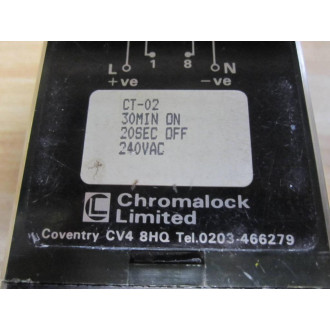 L 1 8 N
+ve -ve
CT-02
30MIN ON
20SEC OFF
240VAC
Chromalock
Limited
Coventry CV4 8HQ Tel.0203-466279